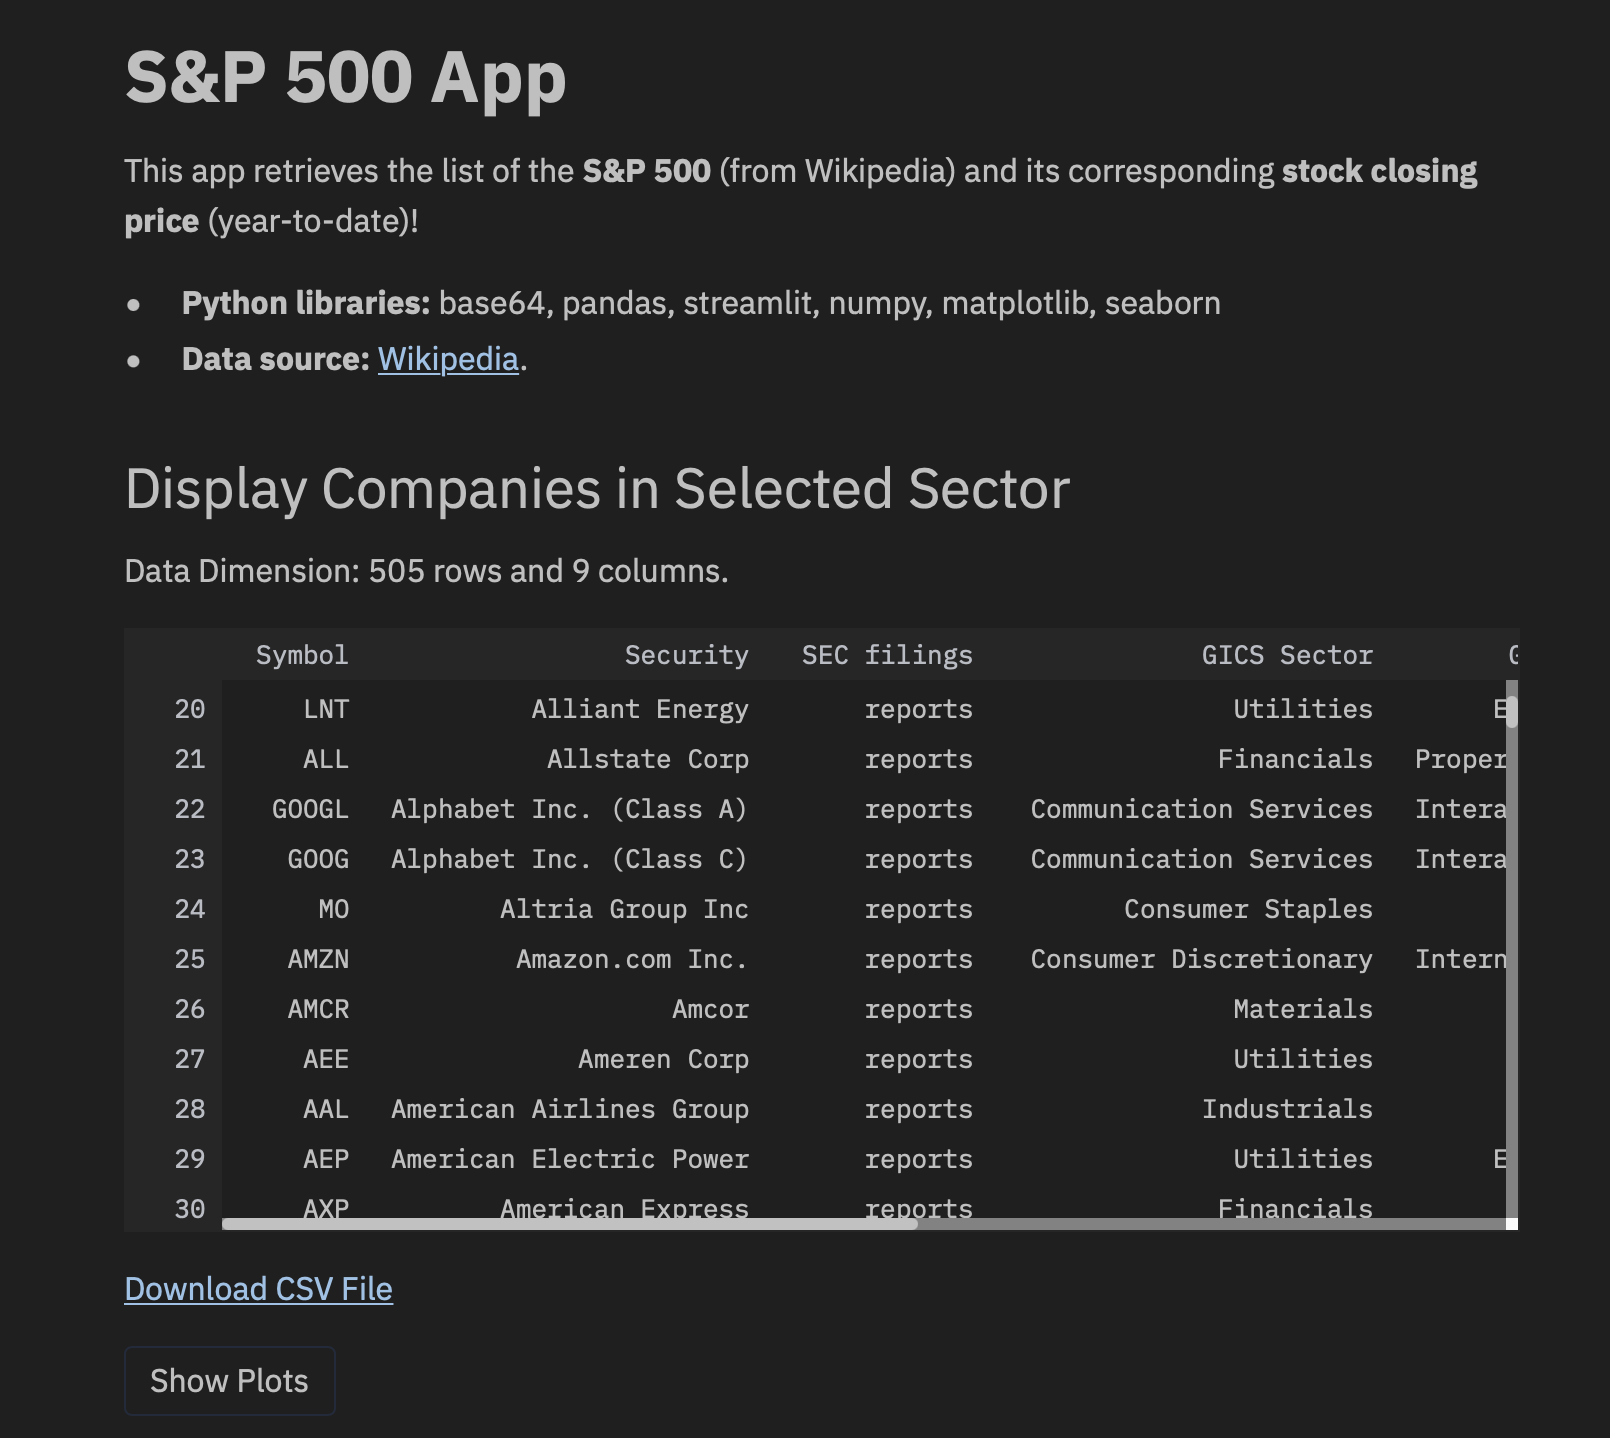 S&P 500 App
This app retrieves the list of the S&P 500 (from Wikipedia) and its corresponding stock closing
price (year-to-date)!
• Python libraries: base64, pandas, streamlit, numpy, matplotlib, seaborn
• Data source: Wikipedia.
Display Companies in Selected Sector
Data Dimension: 505 rows and 9 columns.
Symbol Security SEC filings GICS Sector G
20 LNT Alliant Energy reports Utilities E
21 ALL Allstate Corp reports Financials Proper
22 GOOGL Alphabet Inc. (Class A) reports Communication Services Intera
23 GOOG Alphabet Inc. (Class C) reports Communication Services Intera
24 MO Altria Group Inc reports Consumer Staples
25 AMZN Amazon.com Inc. reports Consumer Discretionary Intern
26 AMCR Amcor reports Materials
27 AEE Ameren Corp reports Utilities
28 AAL American Airlines Group reports Industrials
29 AEP American Electric Power reports Utilities E
30 AXP American Express reports Financials
Download CSV File
Show Plots